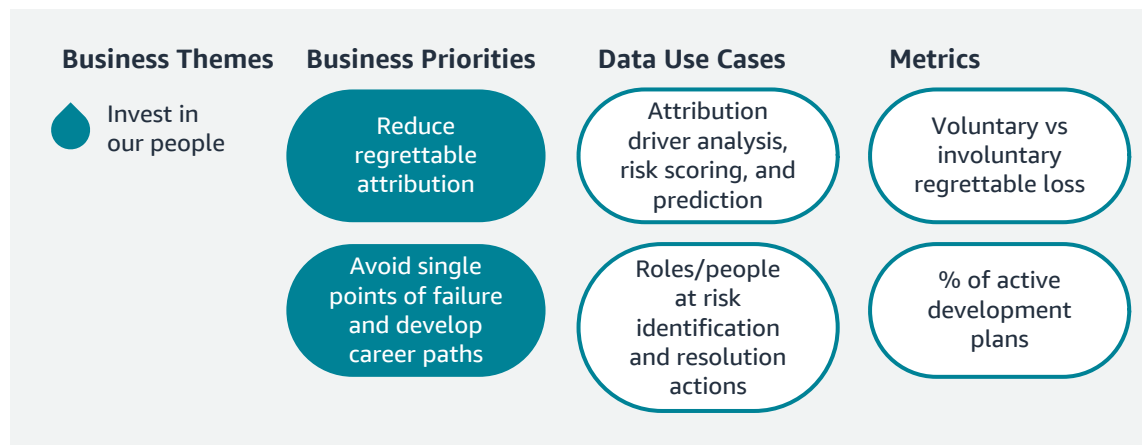 Business Themes
Business Priorities
Data Use Cases
Metrics
Invest in
our people
Reduce
regrettable
attribution
Attribution
driver analysis,
risk scoring, and
prediction
Voluntary vs
involuntary
regrettable loss
Avoid single
points of failure
and develop
career paths
Roles/people
at risk
identification
and resolution
actions
% of active
development
plans